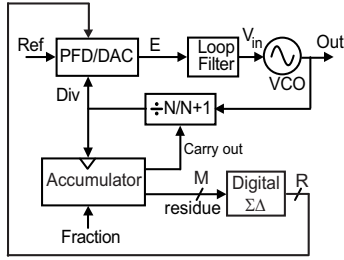 Ref
PFD/DAC
E
Loop
Filter
Vin
Out
VCO
Div
÷N/N+1
Carry out
Accumulator
M
residue
Digital
ΣΔ
R
Fraction